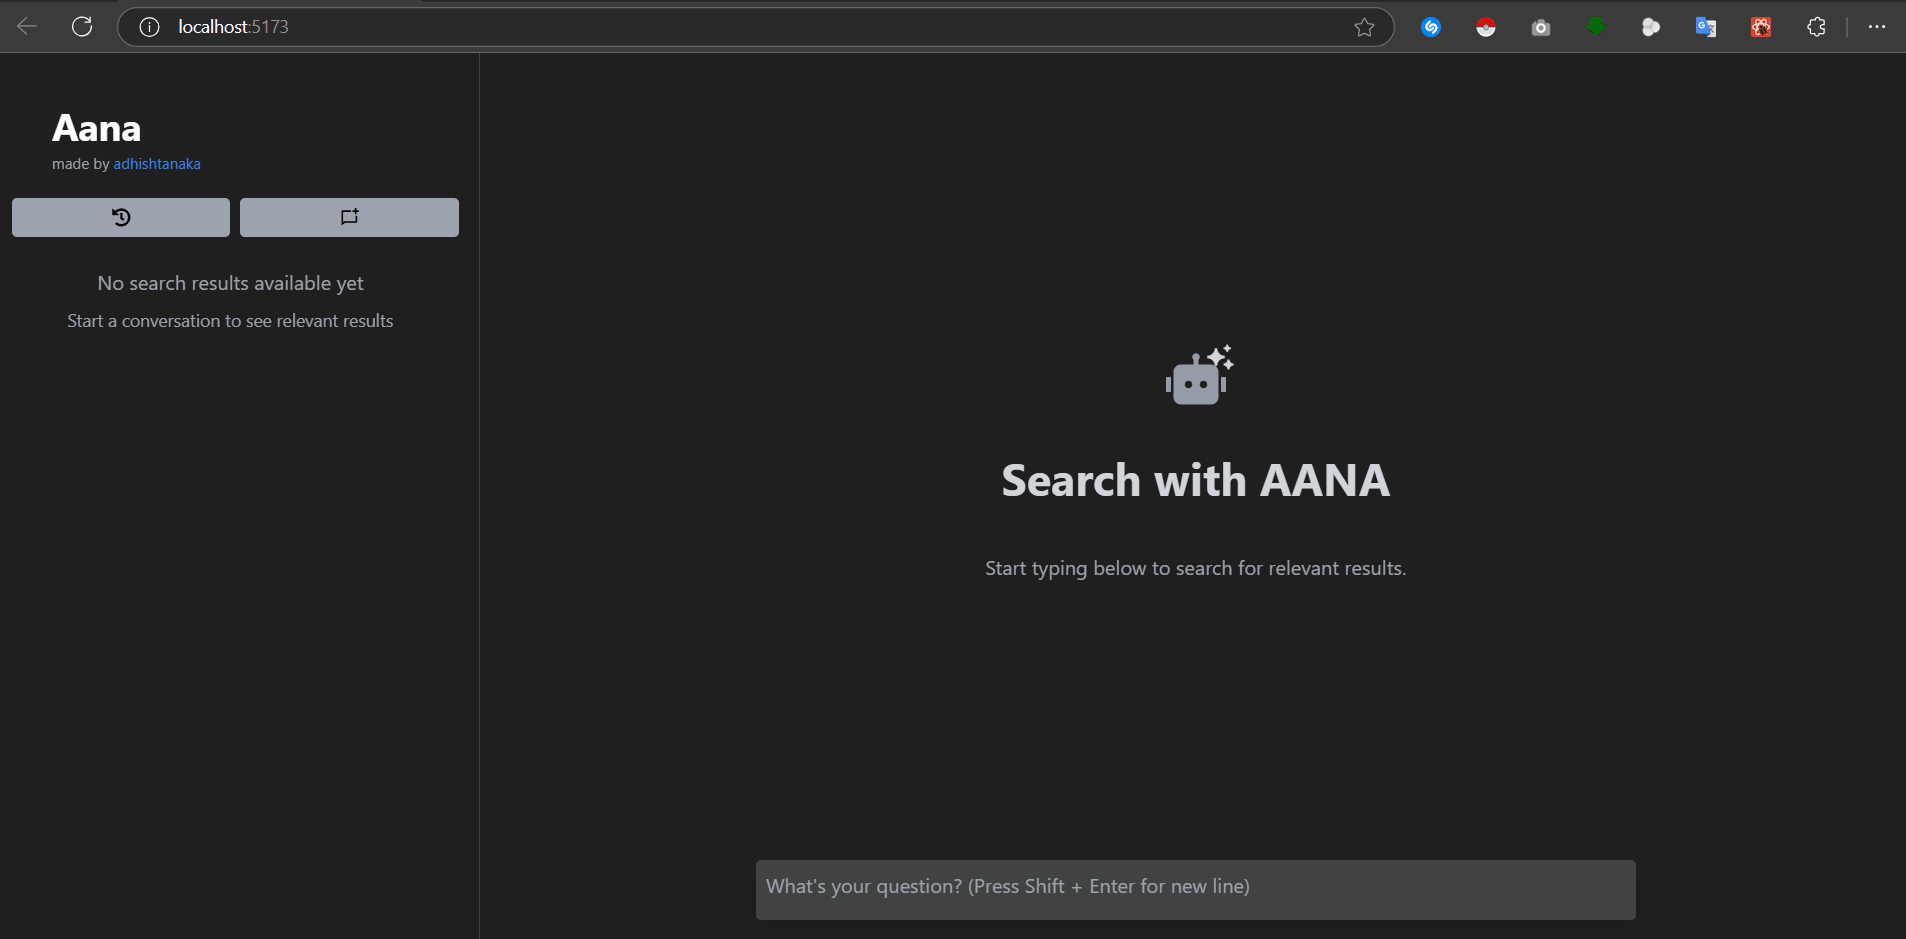 localhost:5173
Aana
made by adhishtanaka
No search results available yet
Start a conversation to see relevant results
Search with AANA
Start typing below to search for relevant results.
What's your question? (Press Shift + Enter for new line)